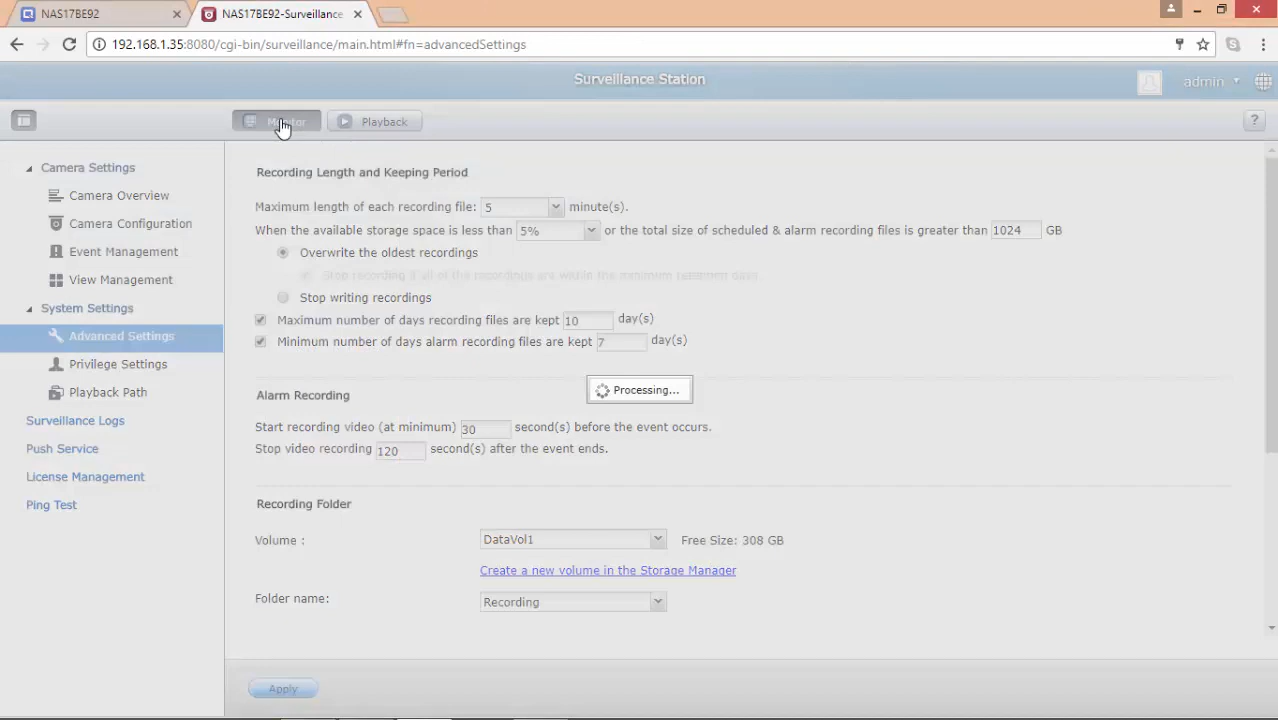 NAS17BE92
NAS17BE92-Surveillance
192.168.1.35:8080/cgi-bin/surveillance/main.html#fn=advancedSettings
Surveillance Station
admin
Monitor
Playback
?
Camera Settings
Camera Overview
Camera Configuration
Event Management
View Management
System Settings
Advanced Settings
Privilege Settings
Playback Path
Surveillance Logs
Push Service
License Management
Ping Test
Recording Length and Keeping Period
Maximum length of each recording file: 5 minute(s).
When the available storage space is less than 5% or the total size of scheduled & alarm recording files is greater than 1024 GB
Overwrite the oldest recordings
Stop recording if all of the recordings are within the minimum retention days
Stop writing recordings
Maximum number of days recording files are kept 10 day(s)
Minimum number of days alarm recording files are kept 7 day(s)
Processing...
Alarm Recording
Start recording video (at minimum) 30 second(s) before the event occurs.
Stop video recording 120 second(s) after the event ends.
Recording Folder
Volume : DataVol1 Free Size: 308 GB
Create a new volume in the Storage Manager
Folder name: Recording
Apply